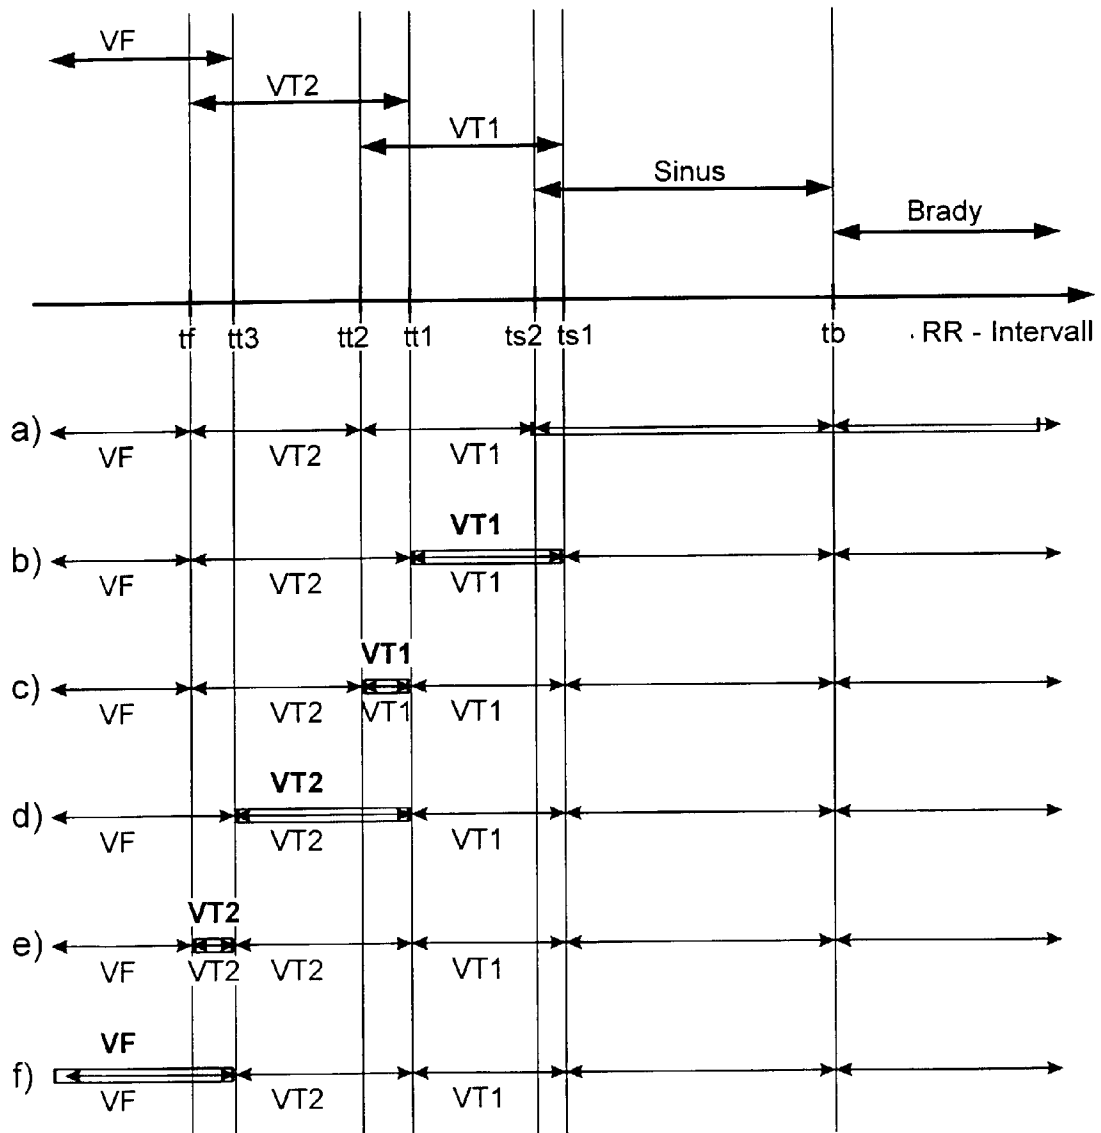 VF
VT2
VT1
Sinus
Brady
tf tt3 tt2 tt1 ts2 ts1 tb RR - Intervall
a)
VF VT2 VT1
VT1
b)
VF VT2 VT1
VT1
c)
VF VT2 VT1 VT1
VT2
d)
VF VT2 VT1
VT2
e)
VF VT2 VT2 VT1
VF
f)
VF VT2 VT1